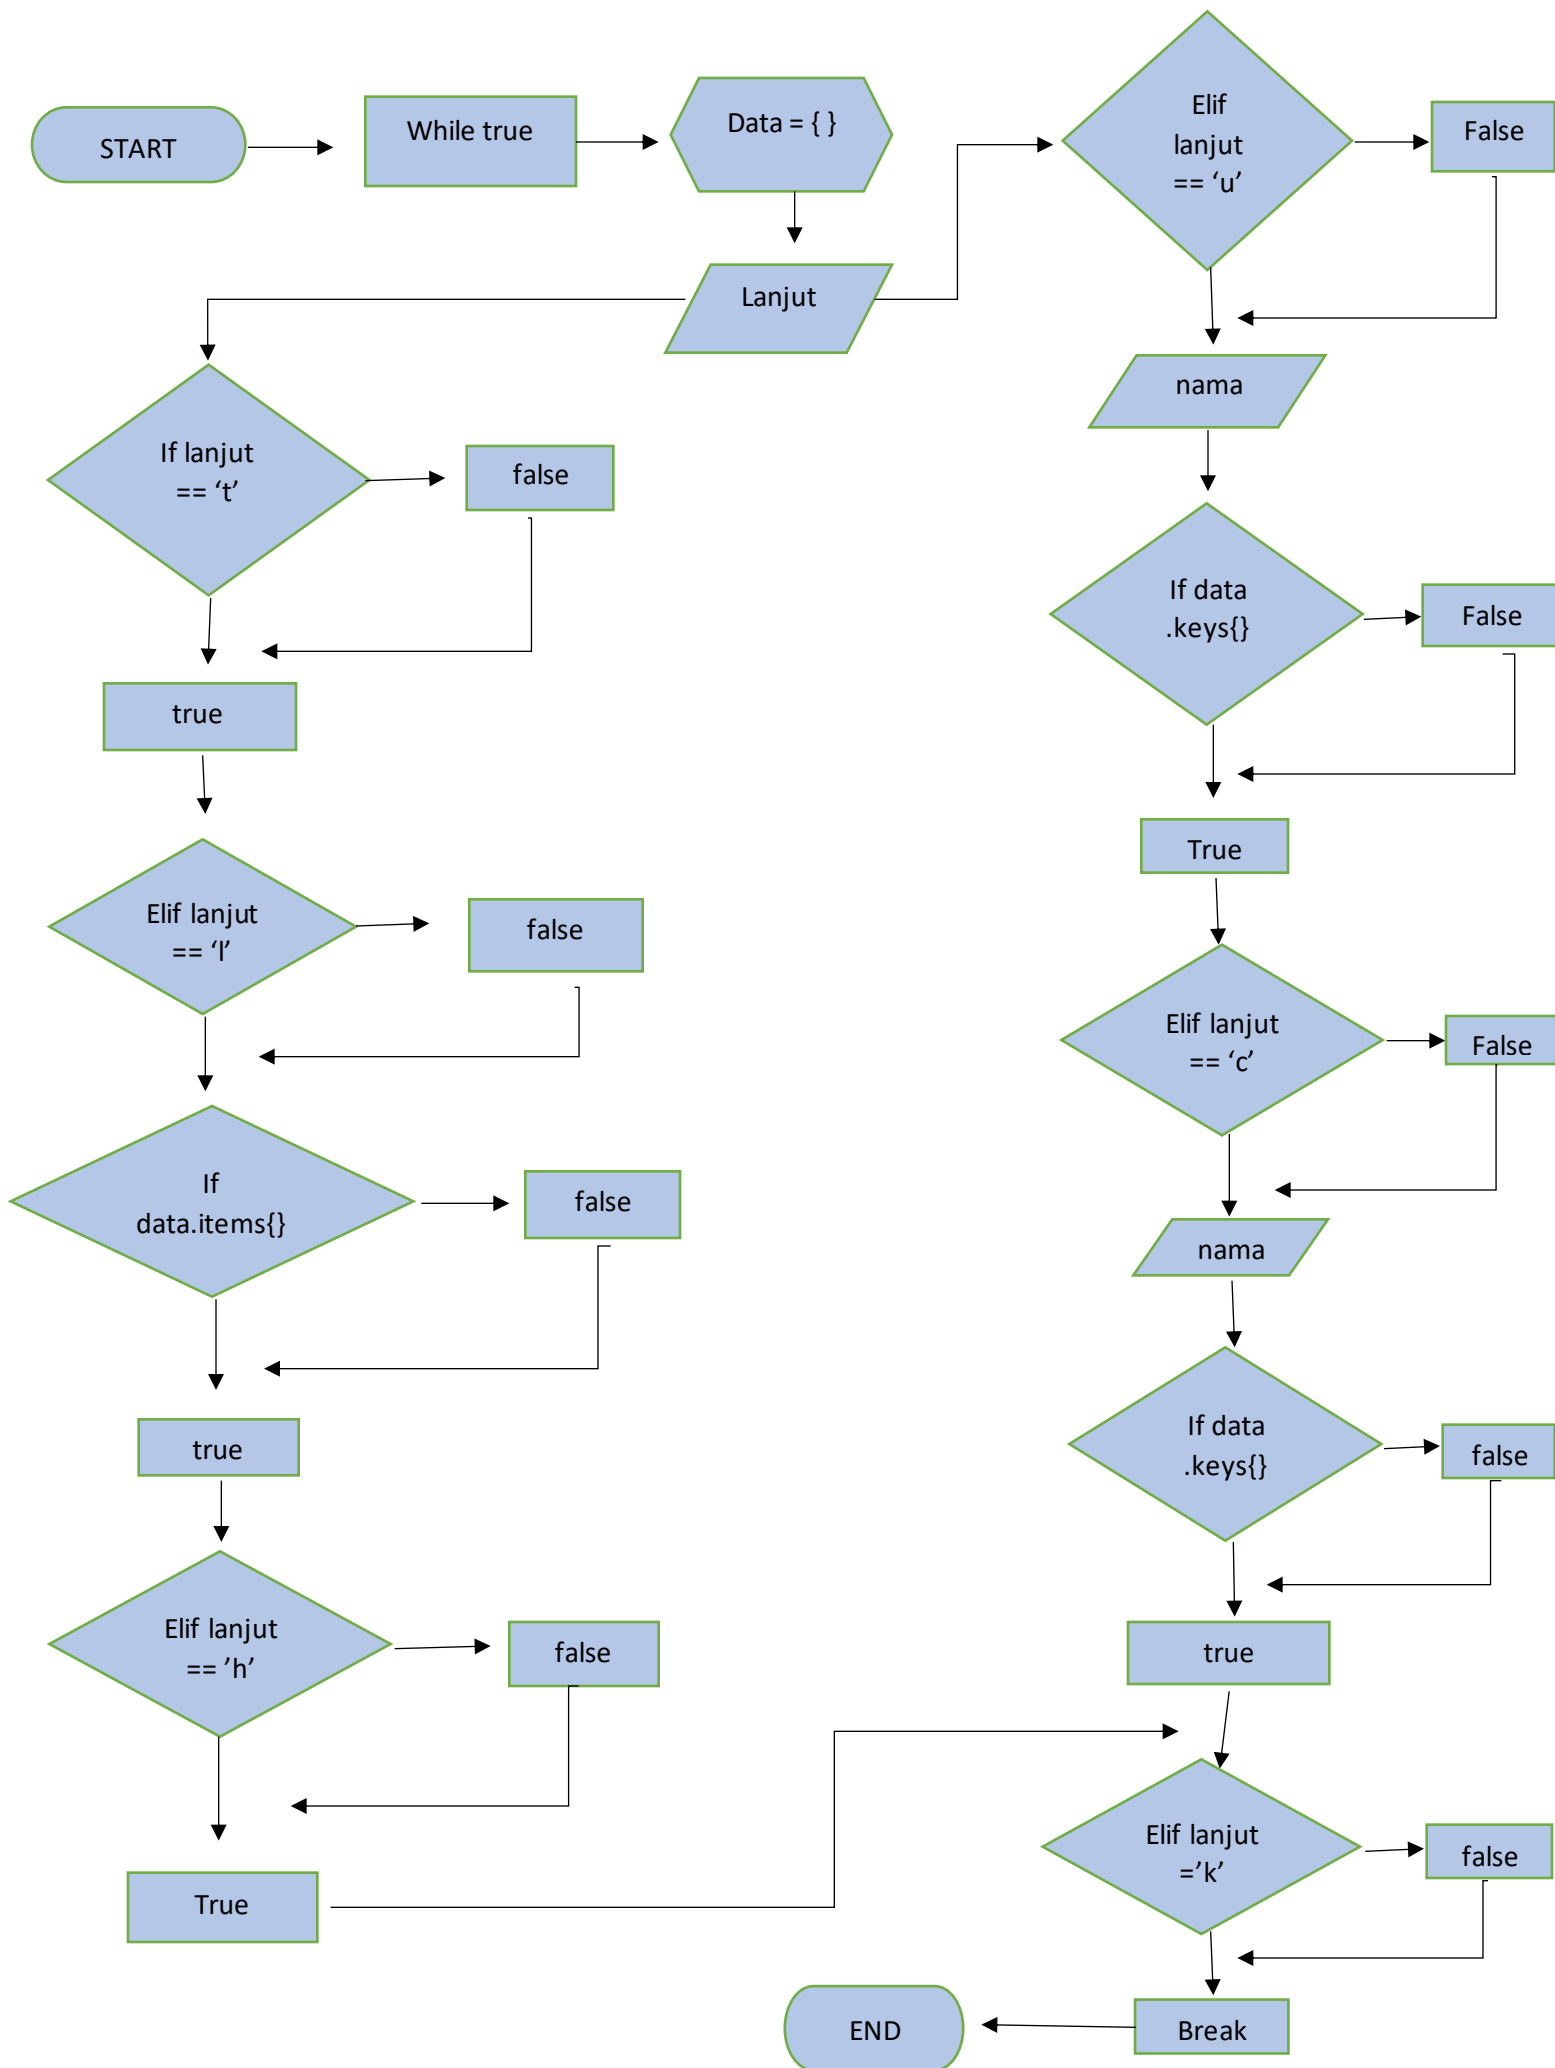 START
While true
Data = { }
Lanjut
If lanjut
== ‘t’
false
true
Elif lanjut
== ‘l’
false
If
data.items{}
false
true
Elif lanjut
== ’h’
false
True
Elif
lanjut
== ‘u’
False
nama
If data
.keys{}
False
True
Elif lanjut
== ‘c’
False
nama
If data
.keys{}
false
true
Elif lanjut
=’k’
false
Break
END